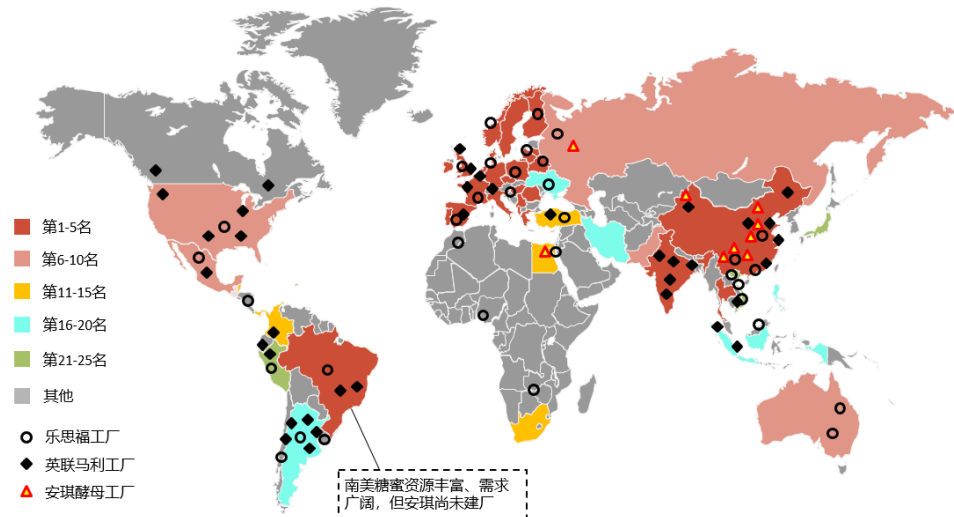 第1-5名
第6-10名
第11-15名
第16-20名
第21-25名
其他
乐思福工厂
英联马利工厂
安琪酵母工厂
南美糖蜜资源丰富、需求
广阔，但安琪尚未建厂